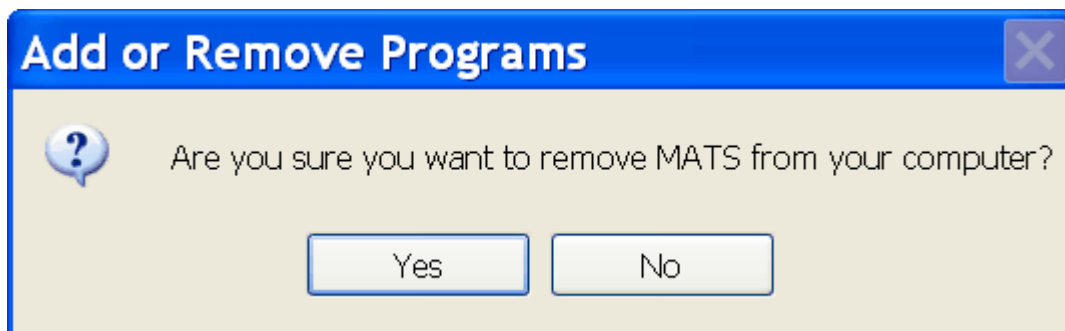 Add or Remove Programs
Are you sure you want to remove MATS from your computer?
Yes
No